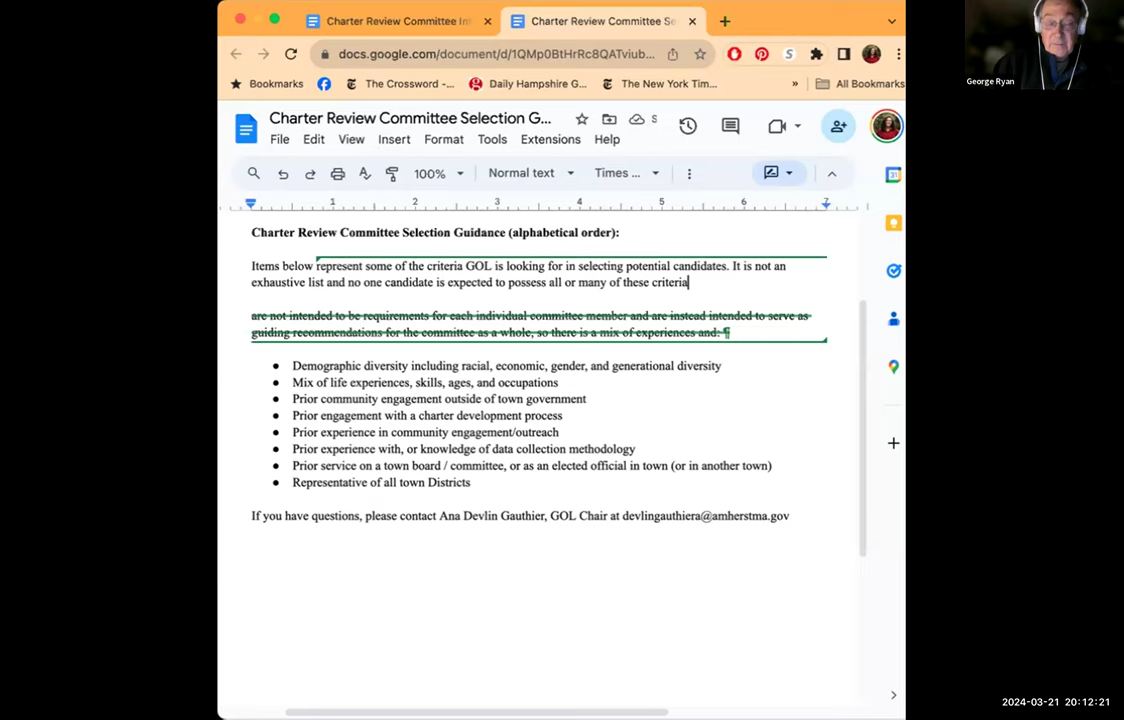 Charter Review Committee In
Charter Review Committee Se
docs.google.com/document/d/1QMp0BtHrRc8QATviub...
Bookmarks
The Crossword -...
Daily Hampshire G...
The New York Tim...
»
All Bookmarks
George Ryan
Charter Review Committee Selection G...
S
File Edit View Insert Format Tools Extensions Help
100%
Normal text
Times ...
1 2 3 4 5 6 7
31
Charter Review Committee Selection Guidance (alphabetical order):
Items below represent some of the criteria GOL is looking for in selecting potential candidates. It is not an
exhaustive list and no one candidate is expected to possess all or many of these criteria
are not intended to be requirements for each individual committee member and are instead intended to serve as
guiding recommendations for the committee as a whole, so there is a mix of experiences and: ¶
● Demographic diversity including racial, economic, gender, and generational diversity
● Mix of life experiences, skills, ages, and occupations
● Prior community engagement outside of town government
● Prior engagement with a charter development process
● Prior experience in community engagement/outreach
● Prior experience with, or knowledge of data collection methodology
● Prior service on a town board / committee, or as an elected official in town (or in another town)
● Representative of all town Districts
If you have questions, please contact Ana Devlin Gauthier, GOL Chair at devlingauthiera@amherstma.gov
2024-03-21 20:12:21